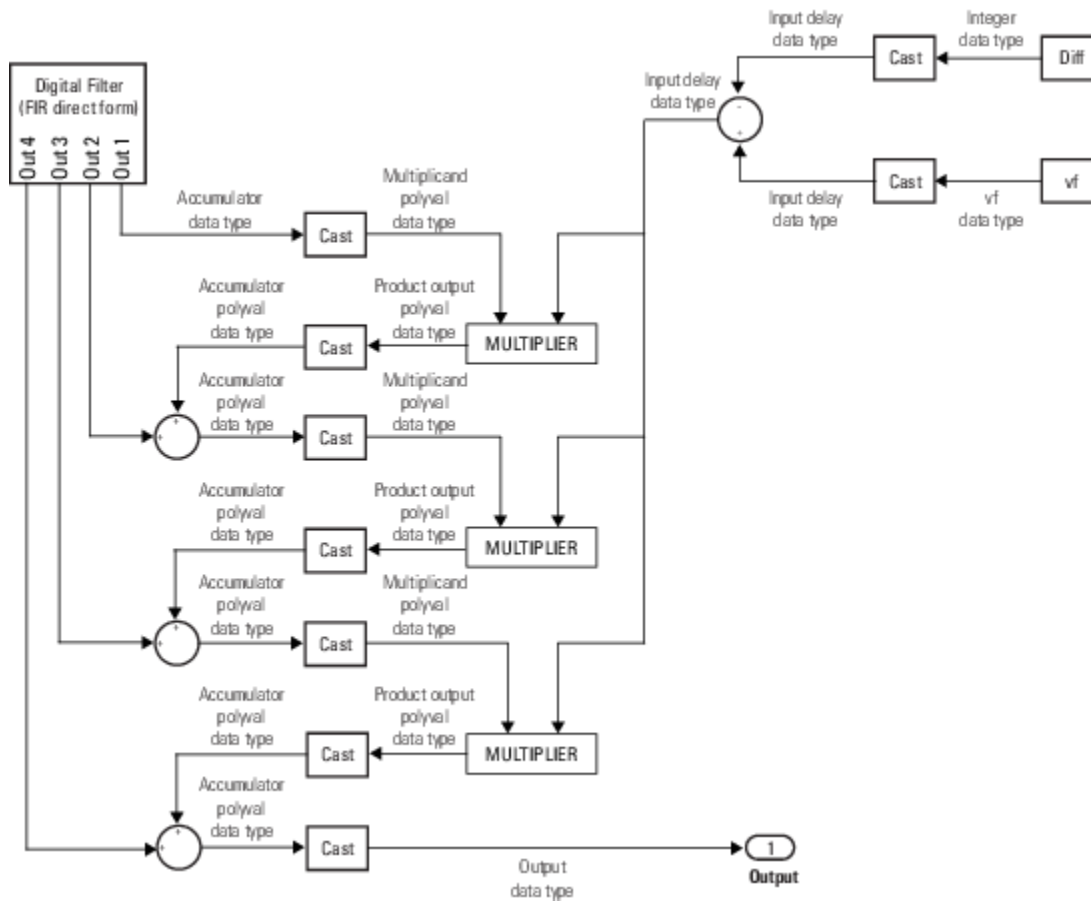 Input delay
data type
Integer
data type
Cast
Diff
Digital Filter
(FIR direct form)
Out 4
Out 3
Out 2
Out 1
Input delay
data type
-
+
Cast
vf
Input delay
data type
vf
data type
Accumulator
data type
Multiplicand
polyval
data type
Cast
Accumulator
polyval
data type
Product output
polyval
data type
Cast
MULTIPLIER
Accumulator
polyval
data type
Multiplicand
polyval
data type
+
+
Cast
Accumulator
polyval
data type
Product output
polyval
data type
Cast
MULTIPLIER
Accumulator
polyval
data type
Multiplicand
polyval
data type
+
+
Cast
Accumulator
polyval
data type
Product output
polyval
data type
Cast
MULTIPLIER
Accumulator
polyval
data type
+
+
Cast
1
Output
data type
Output